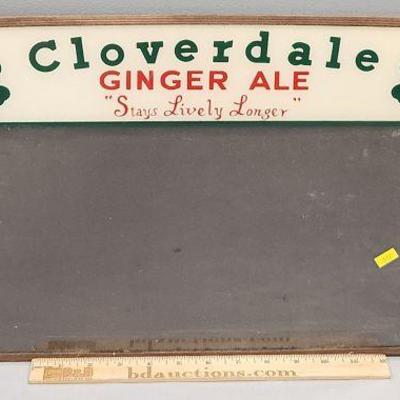 Cloverdale
GINGER ALE
"Stays Lively Longer"
bdauctions.com